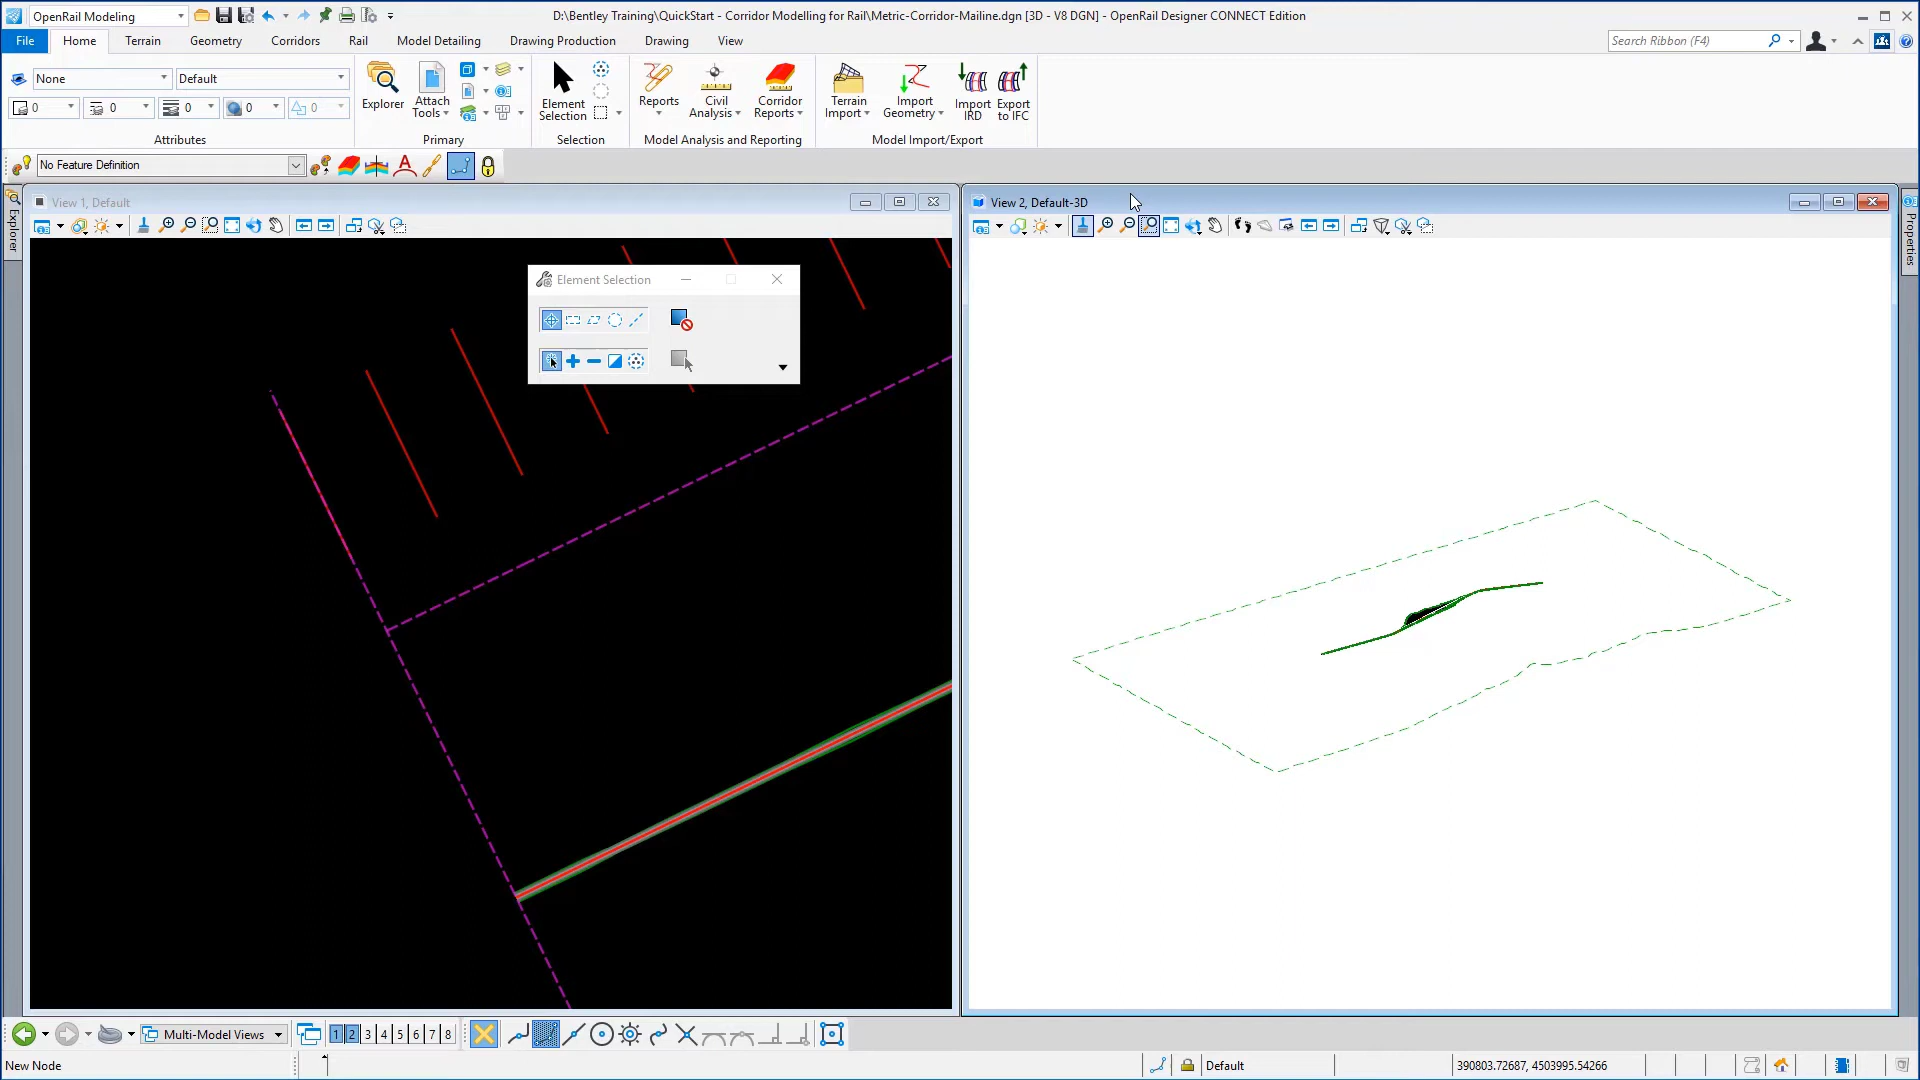 OpenRail Modeling
D:\Bentley Training\QuickStart - Corridor Modelling for Rail\Metric-Corridor-Mailine.dgn [3D - V8 DGN] - OpenRail Designer CONNECT Edition
File Home Terrain Geometry Corridors Rail Model Detailing Drawing Production Drawing View
Search Ribbon (F4)
None Default
0 0 0 0 0
Explorer
Attach Tools
Element Selection
Reports
Civil Analysis
Corridor Reports
Terrain Import
Import Geometry
Import IRD
Export to IFC
Attributes Primary Selection Model Analysis and Reporting Model Import/Export
No Feature Definition
Explorer
View 1, Default
View 2, Default-3D
Properties
Element Selection
Multi-Model Views
1 2 3 4 5 6 7 8
New Node
Default
390803.72687, 4503995.54266